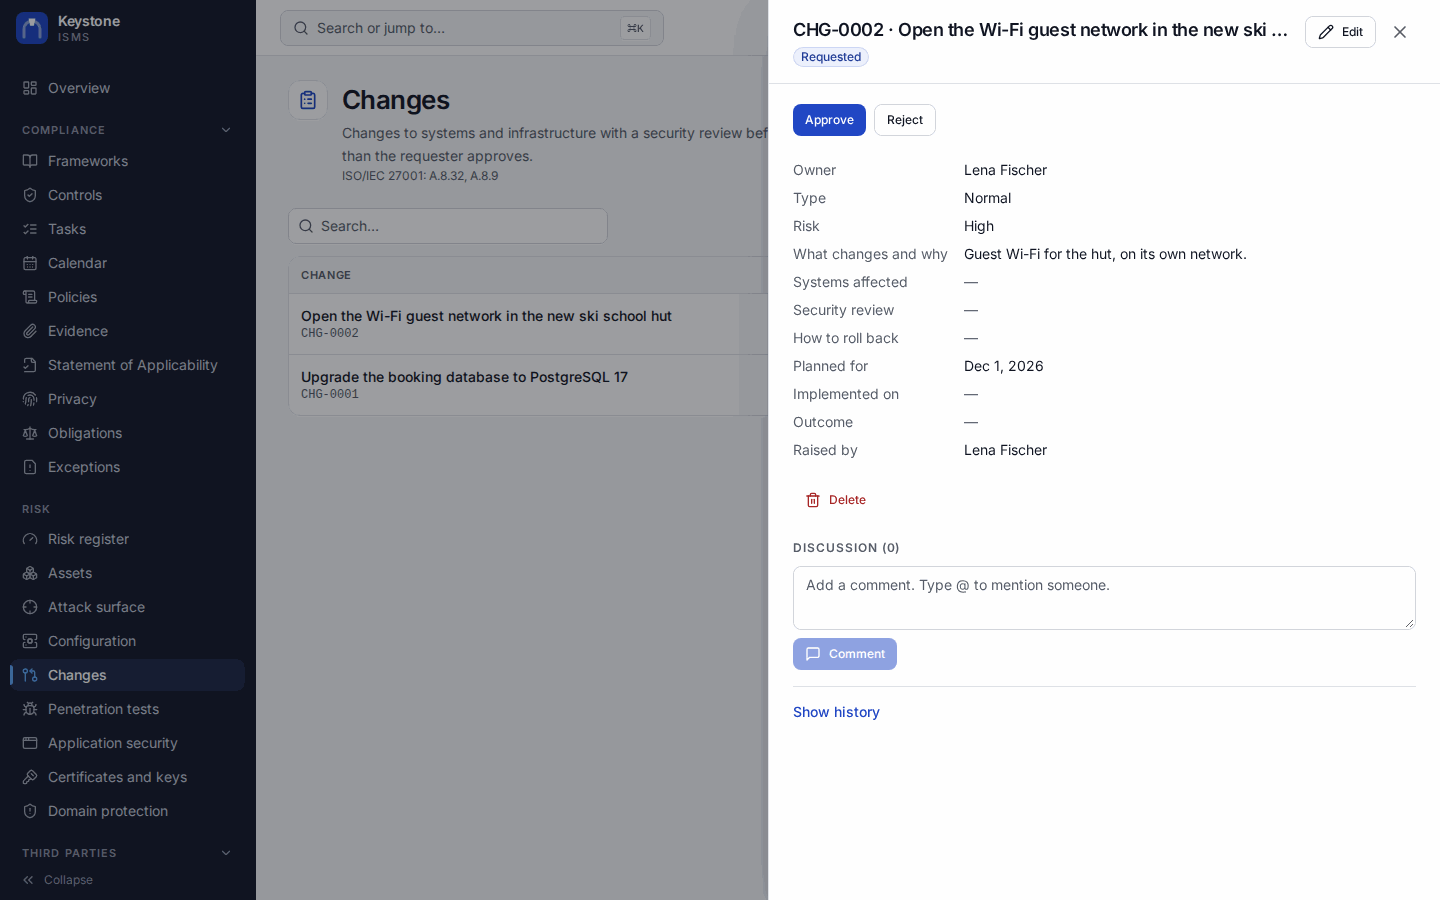 Keystone
ISMS
Overview
COMPLIANCE
Frameworks
Controls
Tasks
Calendar
Policies
Evidence
Statement of Applicability
Privacy
Obligations
Exceptions
RISK
Risk register
Assets
Attack surface
Configuration
Changes
Penetration tests
Application security
Certificates and keys
Domain protection
THIRD PARTIES
Collapse
Search or jump to...
⌘K
Changes
Changes to systems and infrastructure with a security review bef
than the requester approves.
ISO/IEC 27001: A.8.32, A.8.9
Search...
CHANGE
Open the Wi-Fi guest network in the new ski school hut
CHG-0002
Upgrade the booking database to PostgreSQL 17
CHG-0001
CHG-0002 · Open the Wi-Fi guest network in the new ski ...
Edit
Requested
Approve
Reject
Owner Lena Fischer
Type Normal
Risk High
What changes and why Guest Wi-Fi for the hut, on its own network.
Systems affected —
Security review —
How to roll back —
Planned for Dec 1, 2026
Implemented on —
Outcome —
Raised by Lena Fischer
Delete
DISCUSSION (0)
Add a comment. Type @ to mention someone.
Comment
Show history